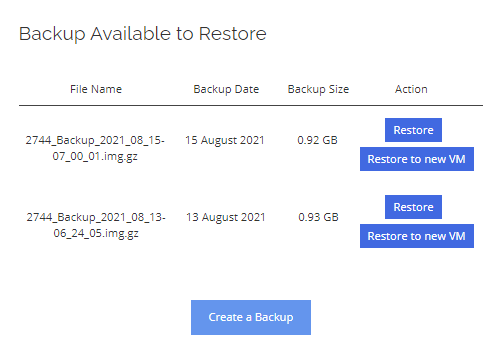 Backup Available to Restore
File Name Backup Date Backup Size Action
2744_Backup_2021_08_15-
07_00_01.img.gz
15 August 2021
0.92 GB
Restore
Restore to new VM
2744_Backup_2021_08_13-
06_24_05.img.gz
13 August 2021
0.93 GB
Restore
Restore to new VM
Create a Backup